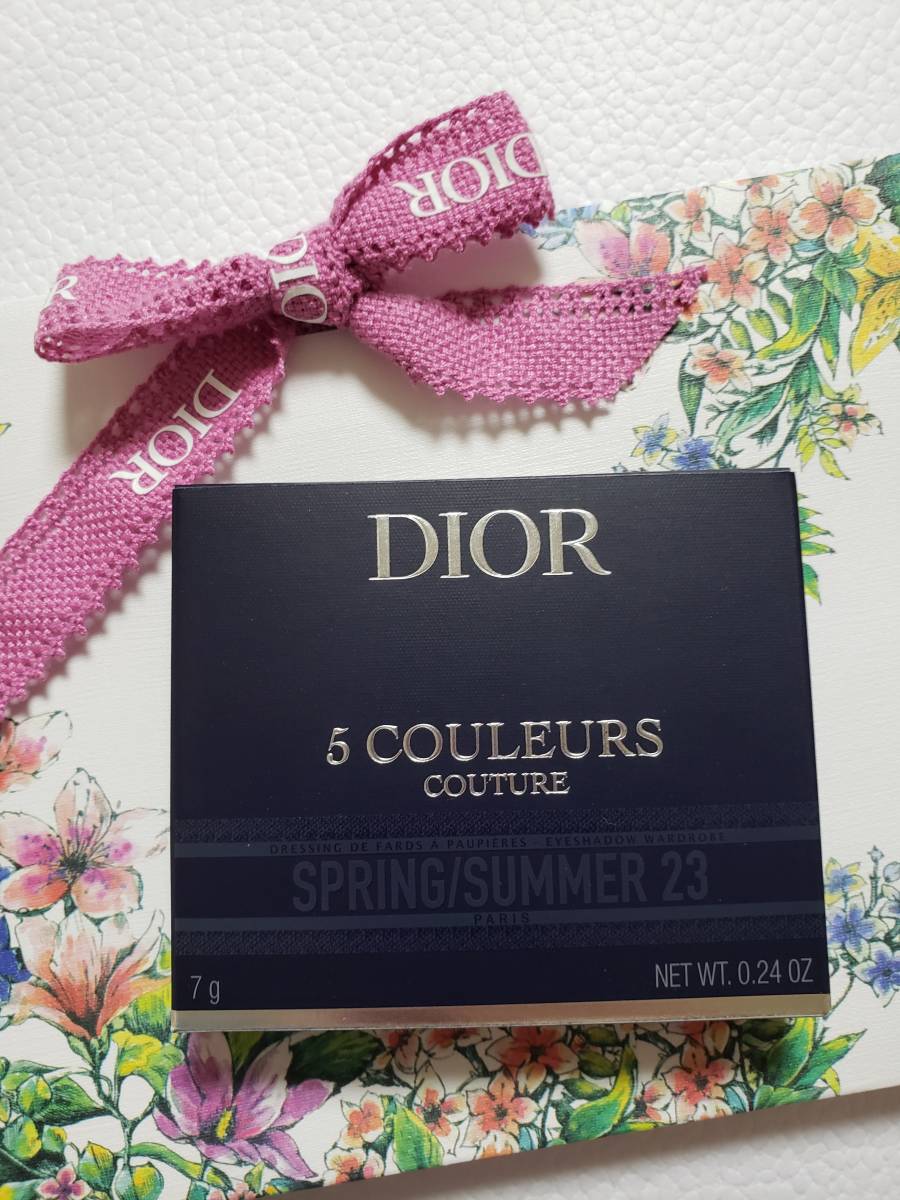 DIOR
DIOR
R
DIO
DIOR
DIOR
5 COULEURS
COUTURE
DRESSING DE FARDS À PAUPIÈRES - EYESHADOW WARDROBE
SPRING/SUMMER 23
PARIS
7 g
NET WT. 0.24 OZ